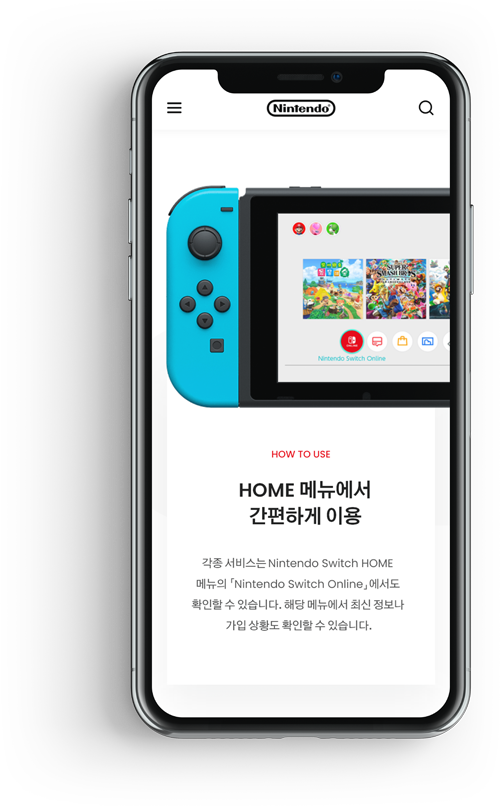 Nintendo
SUPER
SMASH BROS
Nintendo Switch Online
HOW TO USE
HOME 메뉴에서
간편하게 이용
각종 서비스는 Nintendo Switch HOME
메뉴의 「Nintendo Switch Online」에서도
확인할 수 있습니다. 해당 메뉴에서 최신 정보나
가입 상황도 확인할 수 있습니다.